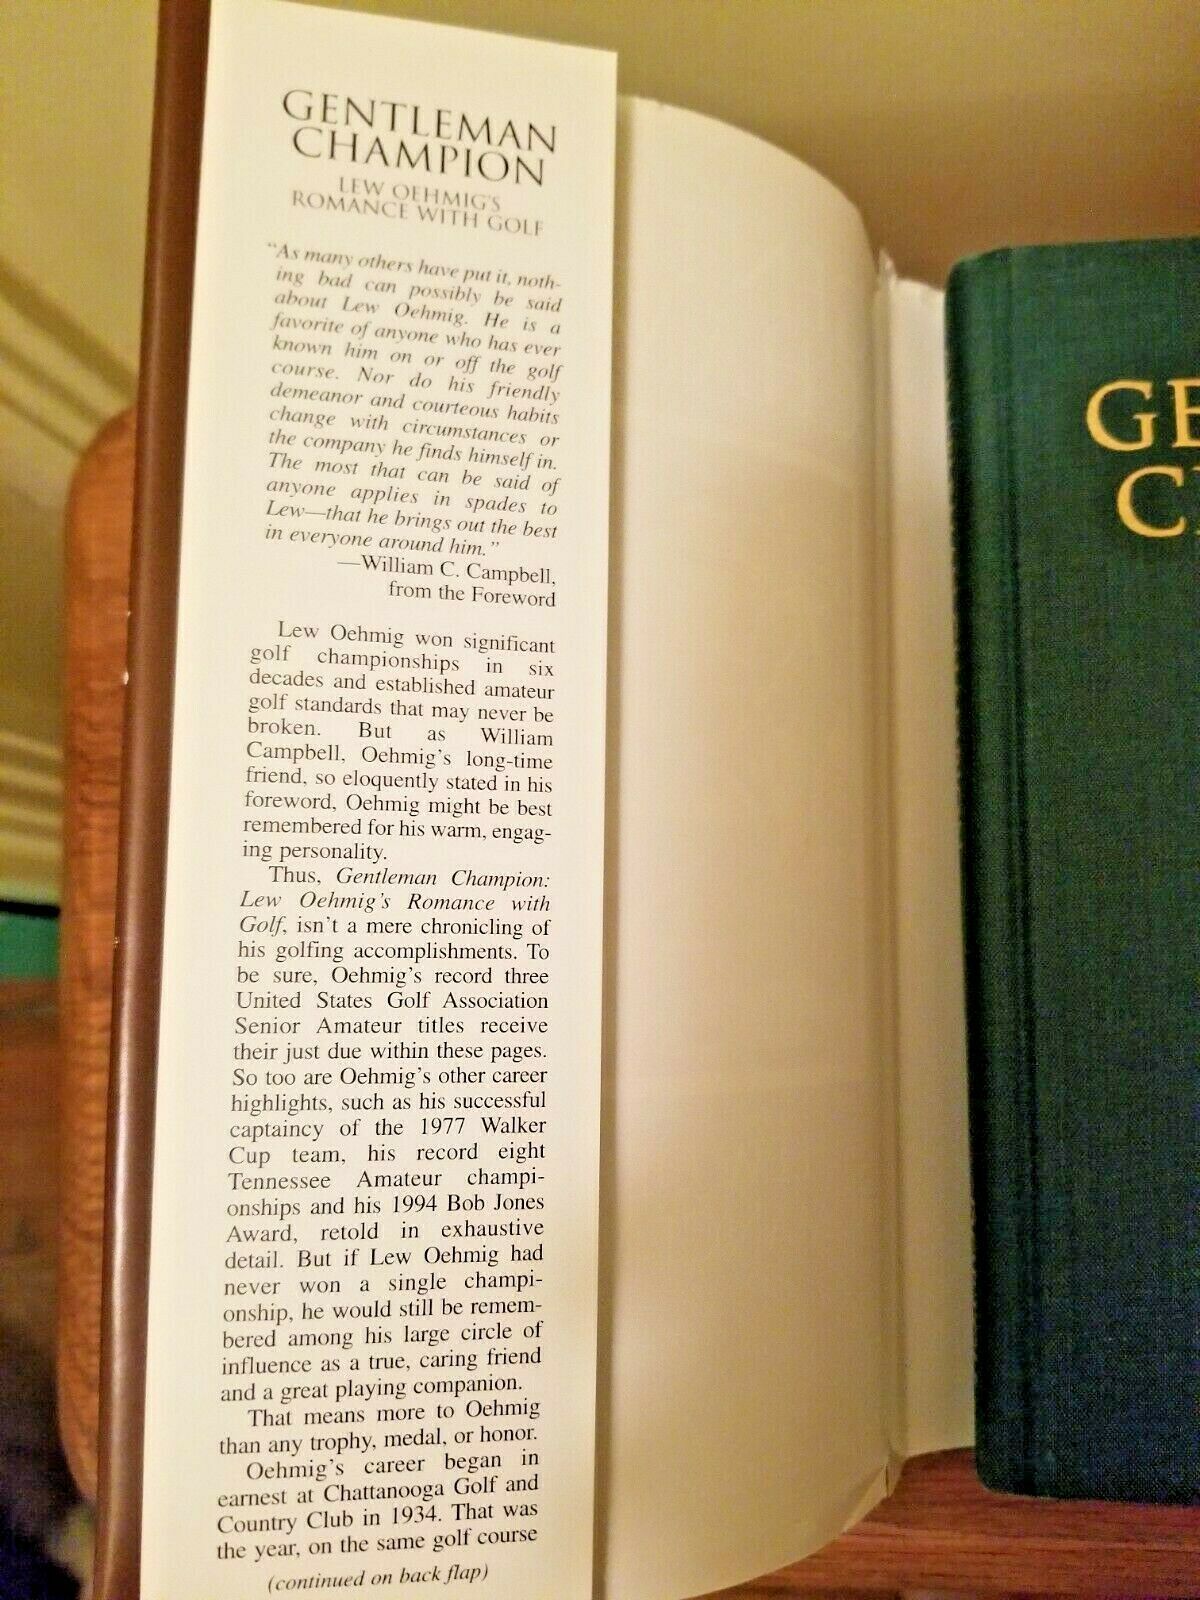 GENTLEMAN
CHAMPION
LEW OEHMIG'S
ROMANCE WITH GOLF
"As many others have put it, noth-
ing bad can possibly be said
about Lew Oehmig. He is a
favorite of anyone who has ever
known him on or off the golf
course. Nor do his friendly
demeanor and courteous habits
change with circumstances or
the company he finds himself in.
The most that can be said of
anyone applies in spades to
Lew—that he brings out the best
in everyone around him."
—William C. Campbell,
from the Foreword
Lew Oehmig won significant
golf championships in six
decades and established amateur
golf standards that may never be
broken. But as William
Campbell, Oehmig's long-time
friend, so eloquently stated in his
foreword, Oehmig might be best
remembered for his warm, engag-
ing personality.
Thus, Gentleman Champion:
Lew Oehmig's Romance with
Golf, isn't a mere chronicling of
his golfing accomplishments. To
be sure, Oehmig's record three
United States Golf Association
Senior Amateur titles receive
their just due within these pages.
So too are Oehmig's other career
highlights, such as his successful
captaincy of the 1977 Walker
Cup team, his record eight
Tennessee Amateur champi-
onships and his 1994 Bob Jones
Award, retold in exhaustive
detail. But if Lew Oehmig had
never won a single champi-
onship, he would still be remem-
bered among his large circle of
influence as a true, caring friend
and a great playing companion.
That means more to Oehmig
than any trophy, medal, or honor.
Oehmig's career began in
earnest at Chattanooga Golf and
Country Club in 1934. That was
the year, on the same golf course
(continued on back flap)
GE
C